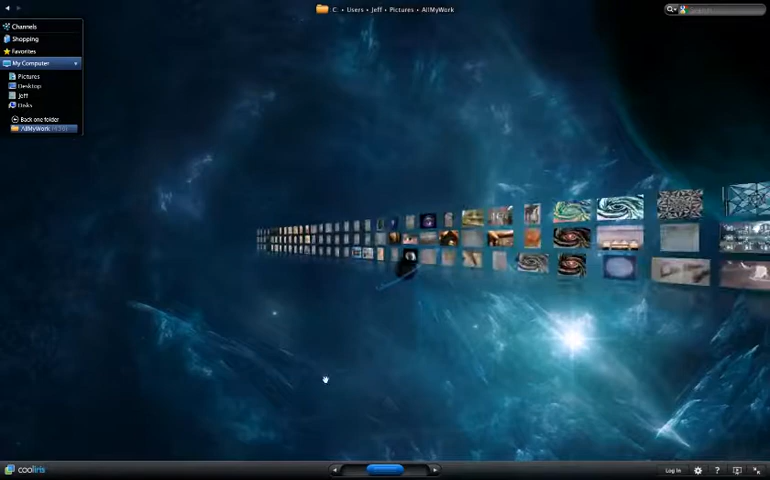 C: • Users • Jeff • Pictures • AllMyWork
Channels
Shopping
Favorites
My Computer
Pictures
Desktop
Jeff
Disks
Back one folder
AllMyWork
cooliris
Log In
?